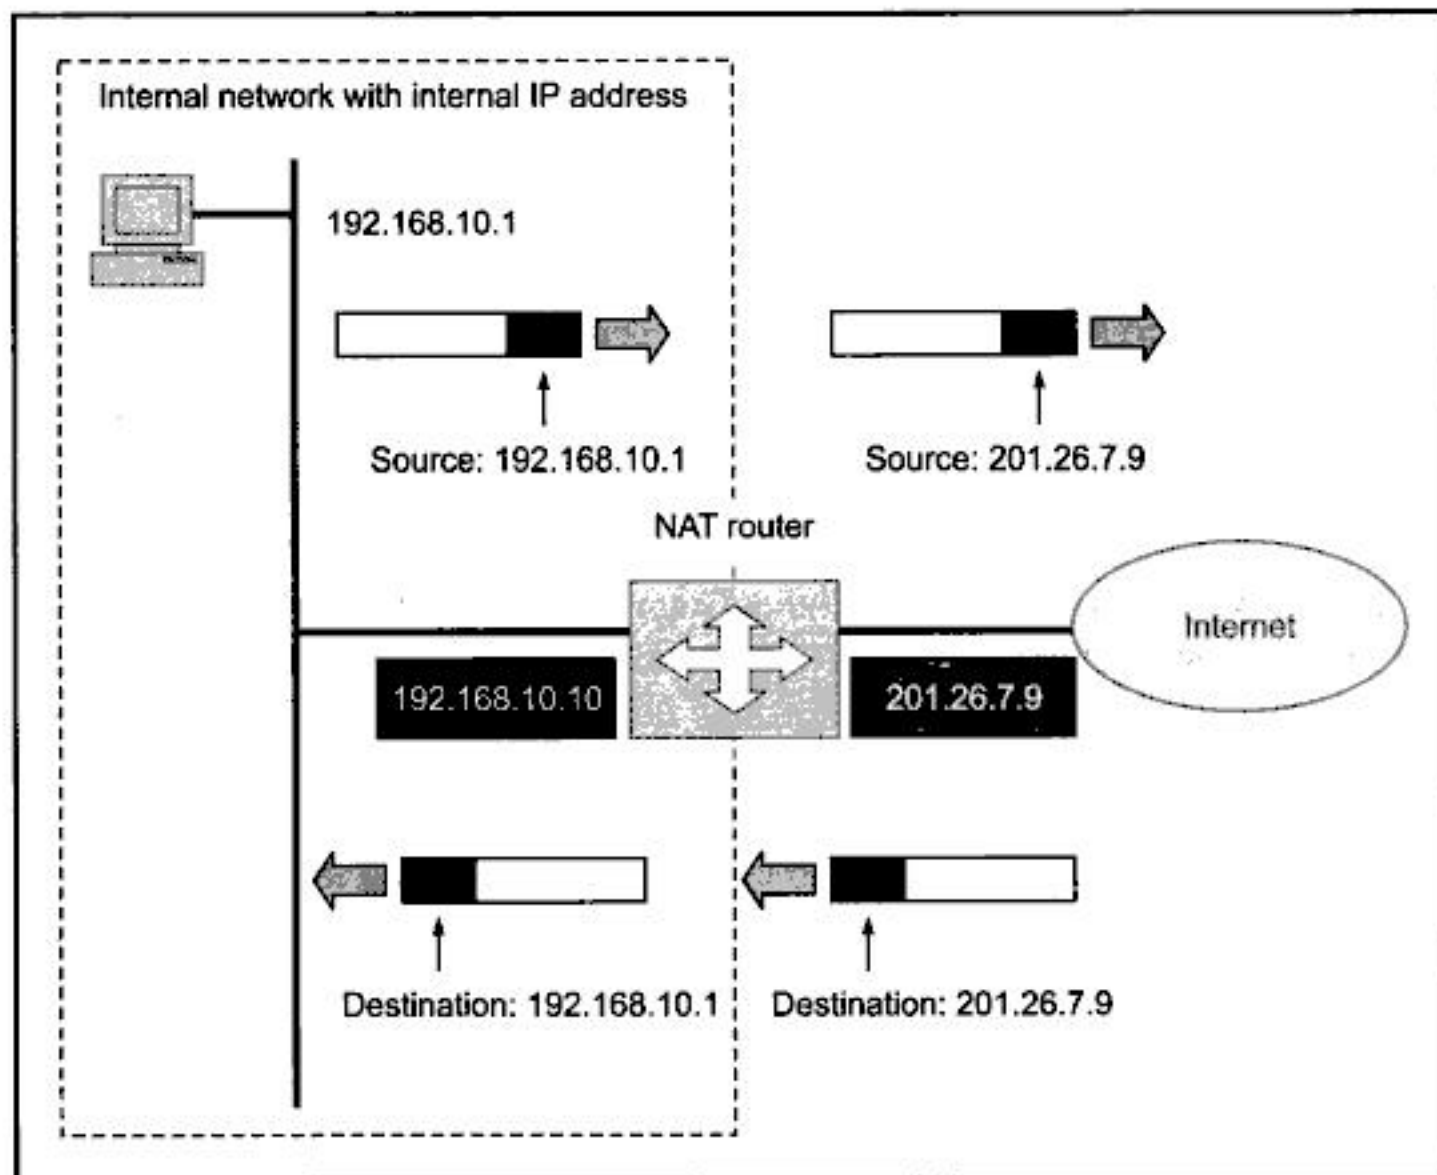 Internal network with internal IP address
192.168.10.1
Source: 192.168.10.1
Source: 201.26.7.9
NAT router
Internet
192.168.10.10
201.26.7.9
Destination: 192.168.10.1
Destination: 201.26.7.9